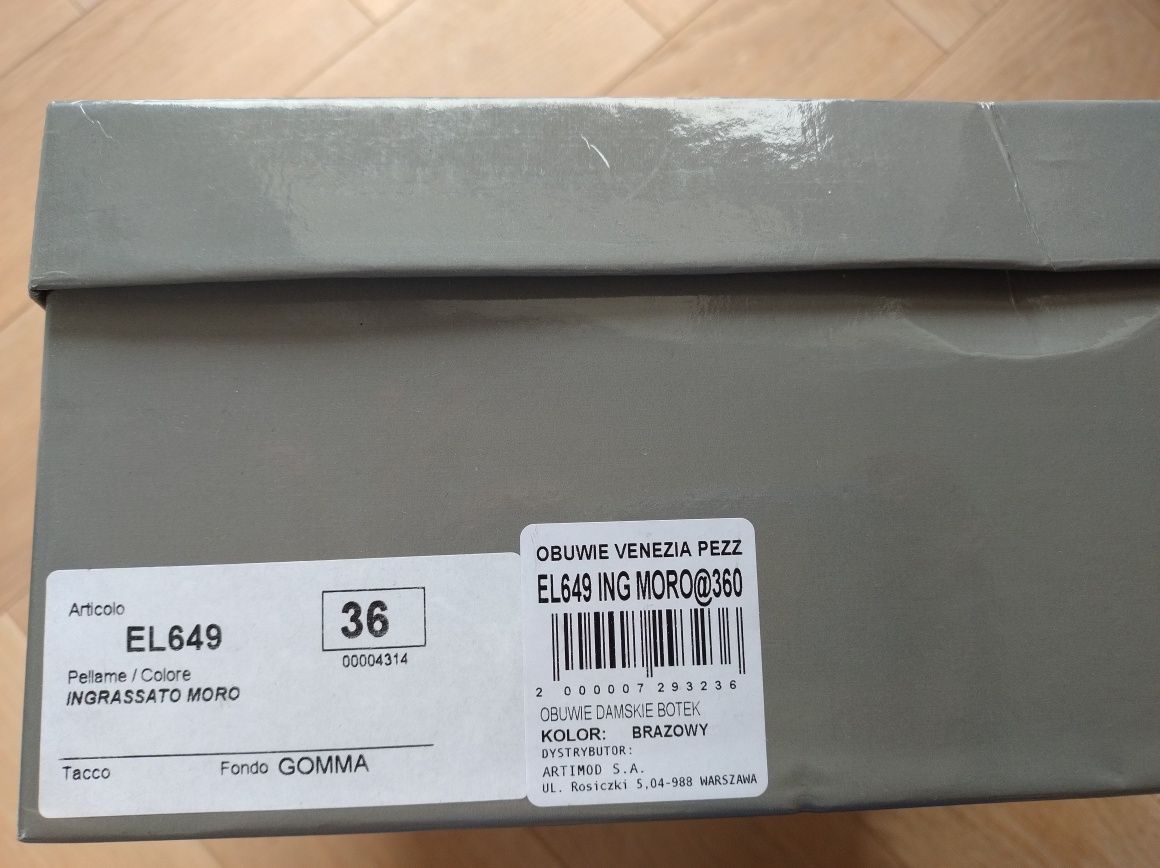 Articolo
EL649
36
00004314
Pellame / Colore
INGRASSATO MORO
Tacco
Fondo GOMMA
OBUWIE VENEZIA PEZZ
EL649 ING MORO@360
2 000007 293236
OBUWIE DAMSKIE BOTEK
KOLOR: BRAZOWY
DYSTRYBUTOR:
ARTIMOD S.A.
UL. Rosiczki 5,04-988 WARSZAWA